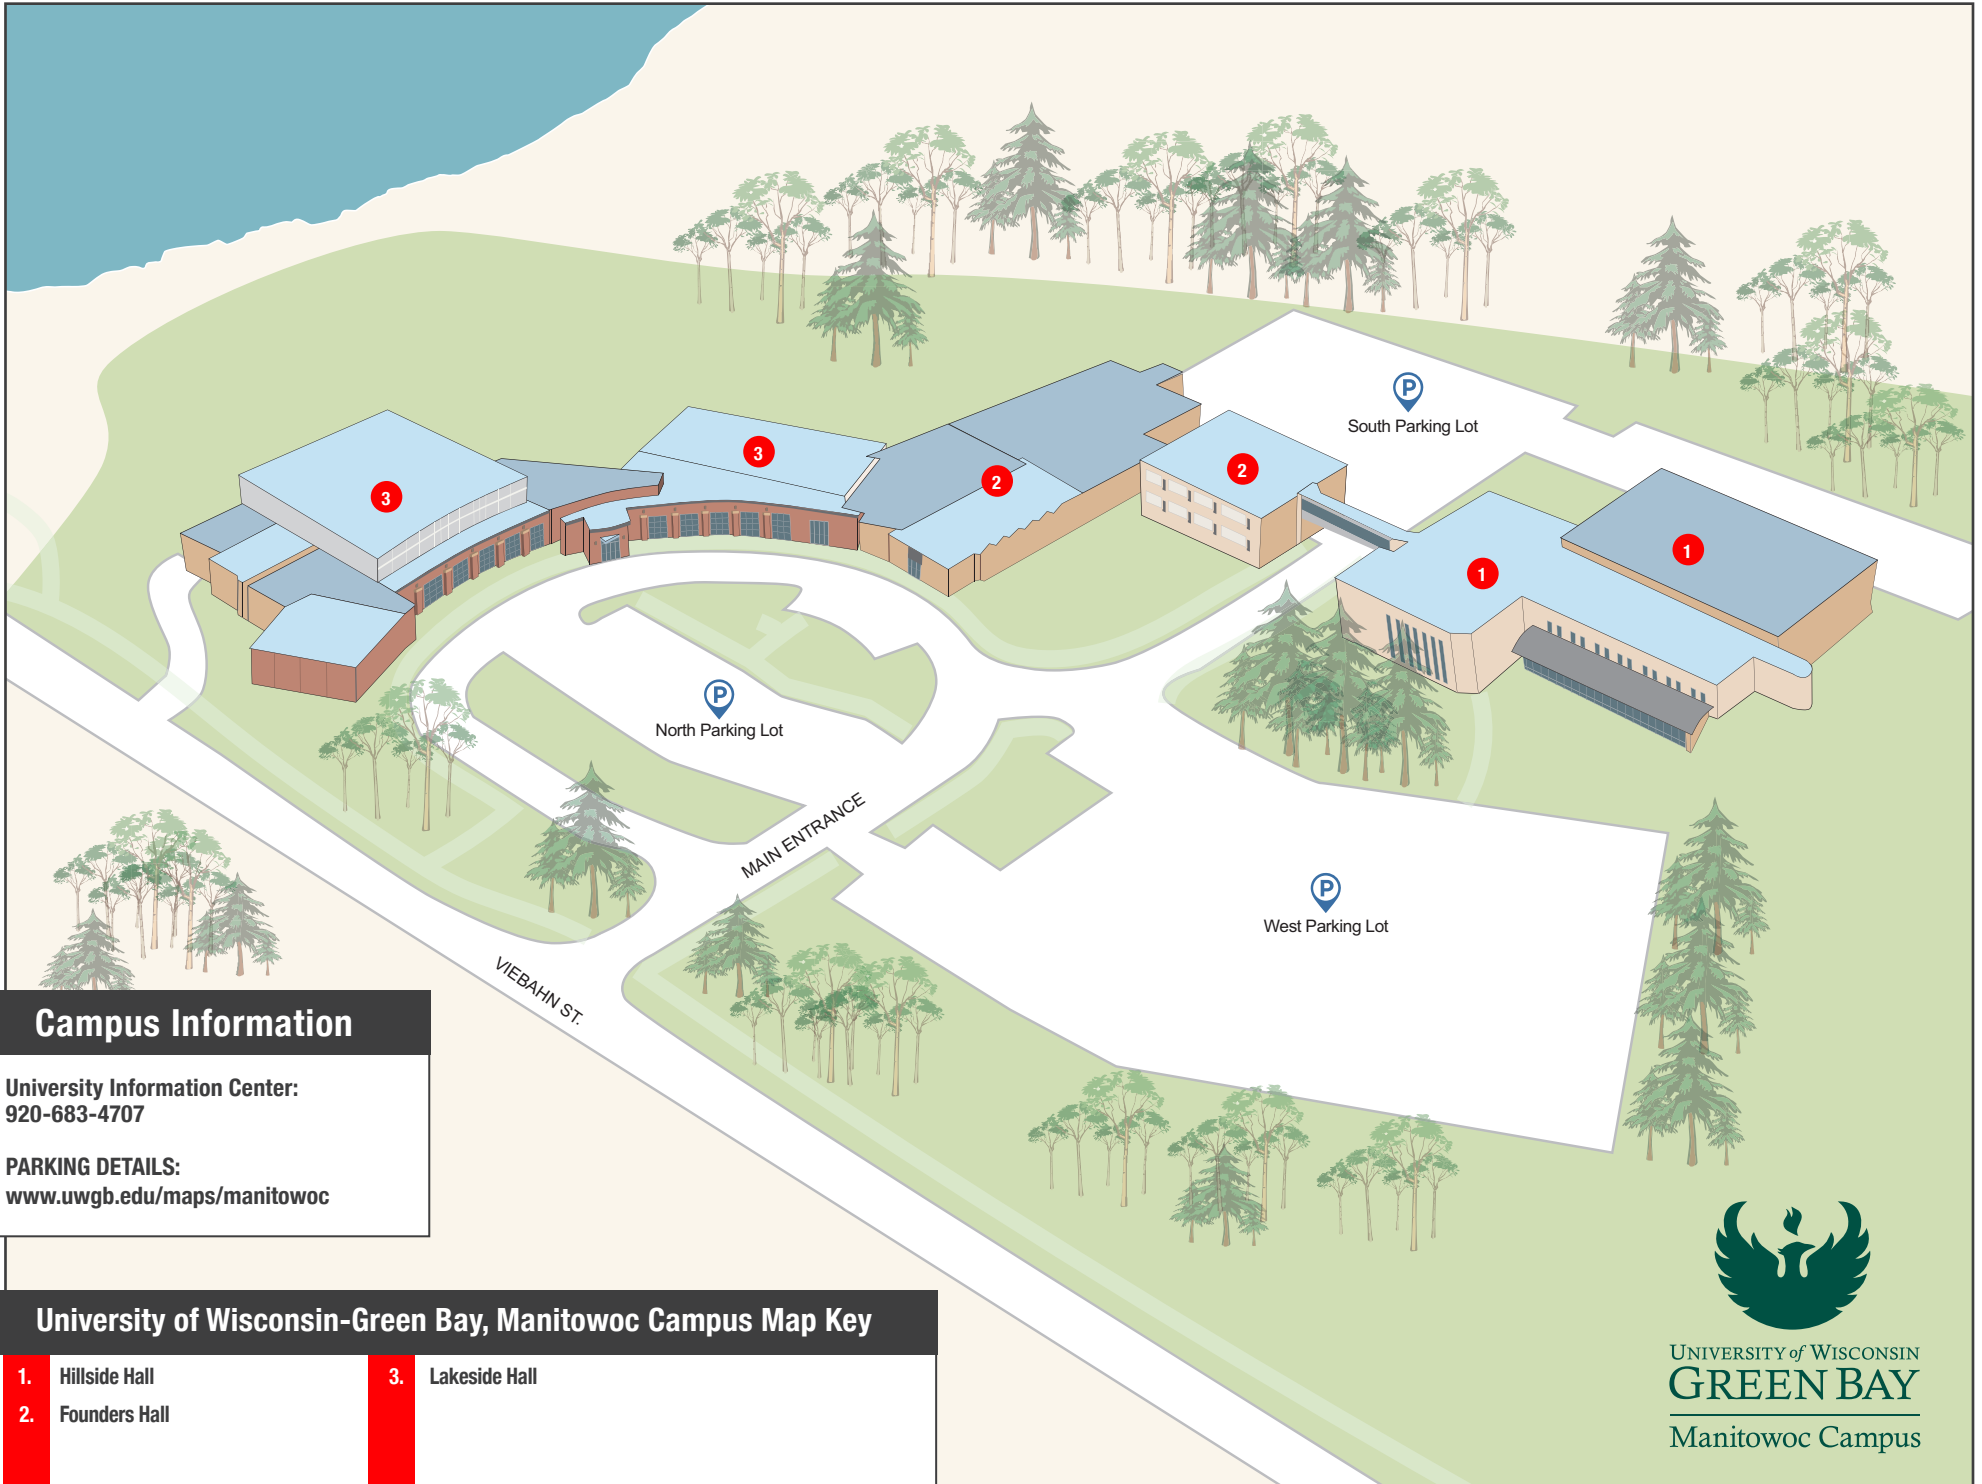 3
3
2
2
1
1
P
South Parking Lot
P
North Parking Lot
MAIN ENTRANCE
P
West Parking Lot
VIEBAHN ST.
Campus Information
University Information Center:
920-683-4707
PARKING DETAILS:
www.uwgb.edu/maps/manitowoc
University of Wisconsin-Green Bay, Manitowoc Campus Map Key
1. Hillside Hall
2. Founders Hall
3. Lakeside Hall
UNIVERSITY of WISCONSIN
GREEN BAY
Manitowoc Campus